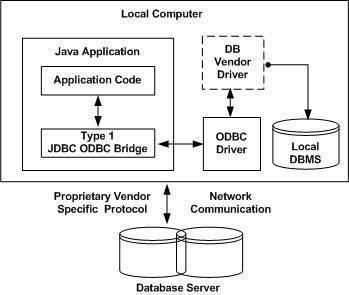 Local Computer
Java Application
Application Code
Type 1
JDBC ODBC Bridge
DB
Vendor
Driver
ODBC
Driver
Local
DBMS
Proprietary Vendor
Specific Protocol
Network
Communication
Database Server